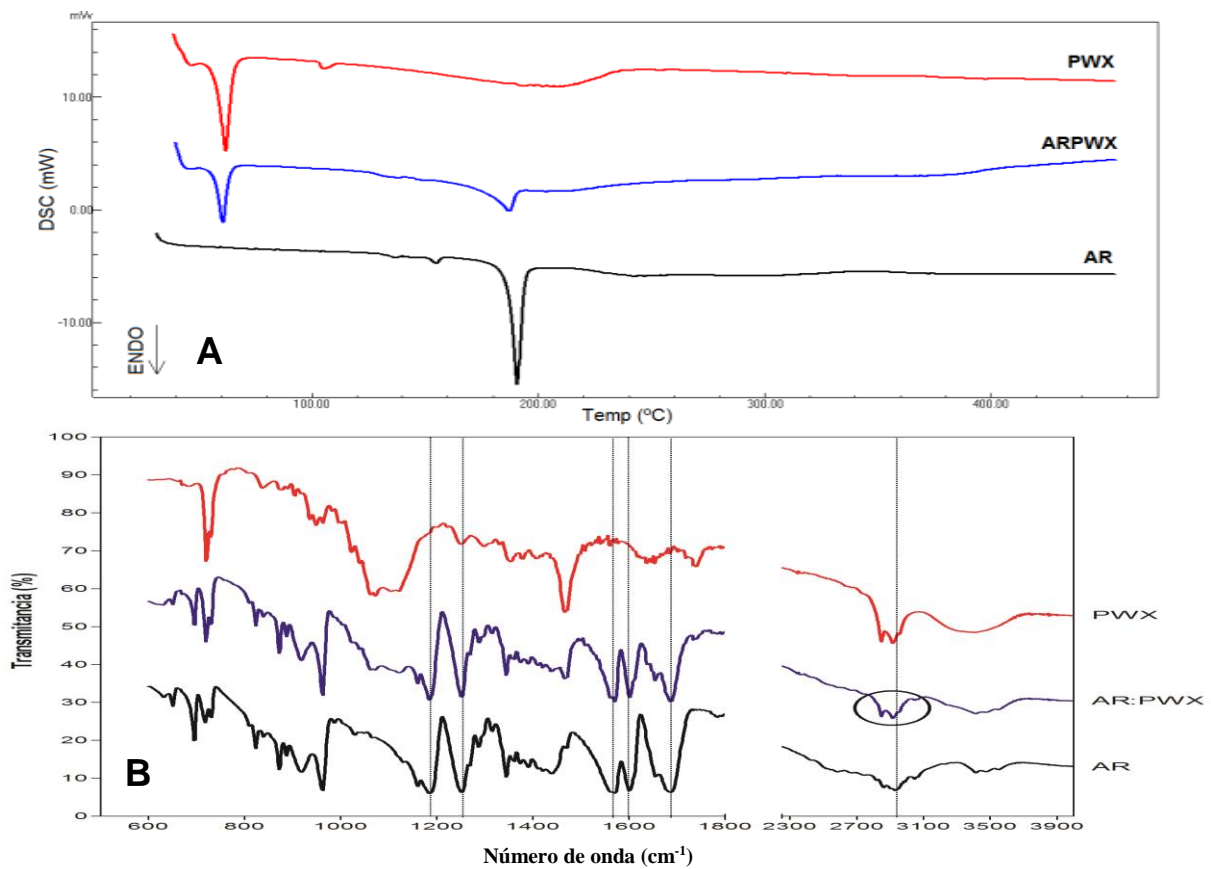 mW
PWX
10.00
ARPWX
DSC (mW)
0.00
AR
-10.00
ENDO
A
100.00 200.00 300.00 400.00
Temp (ºC)
100
90
80
70
60
50
40
30
20
10
0
Transmitancia (%)
PWX
AR:PWX
AR
B
600 800 1000 1200 1400 1600 1800 2300 2700 3100 3500 3900
Número de onda (cm-1)